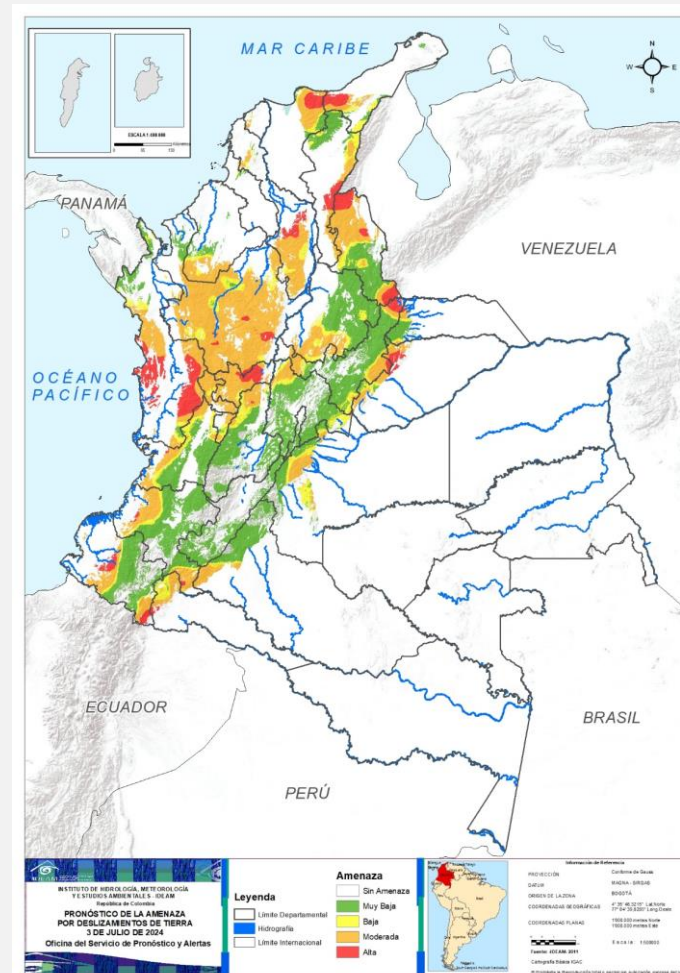 MAR CARIBE
N
W
E
S
PANAMÁ
VENEZUELA
OCÉANO
PACÍFICO
ECUADOR
BRASIL
PERÚ
INSTITUTO DE HIDROLOGÍA, METEOROLOGÍA
Y ESTUDIOS AMBIENTALES - IDEAM
República de Colombia
PRONÓSTICO DE LA AMENAZA
POR DESLIZAMIENTOS DE TIERRA
3 DE JULIO DE 2024
Oficina del Servicio de Pronóstico y Alertas
Leyenda
Límite Departamental
Hidrografía
Límite Internacional
Amenaza
Sin Amenaza
Muy Baja
Baja
Moderada
Alta
Información de Referencia
PROYECCIÓN
DATUM
ORIGEN DE LA ZONA
BOGOTÁ
COORDENADAS GEOGRÁFICAS
COORDENADAS PLANAS